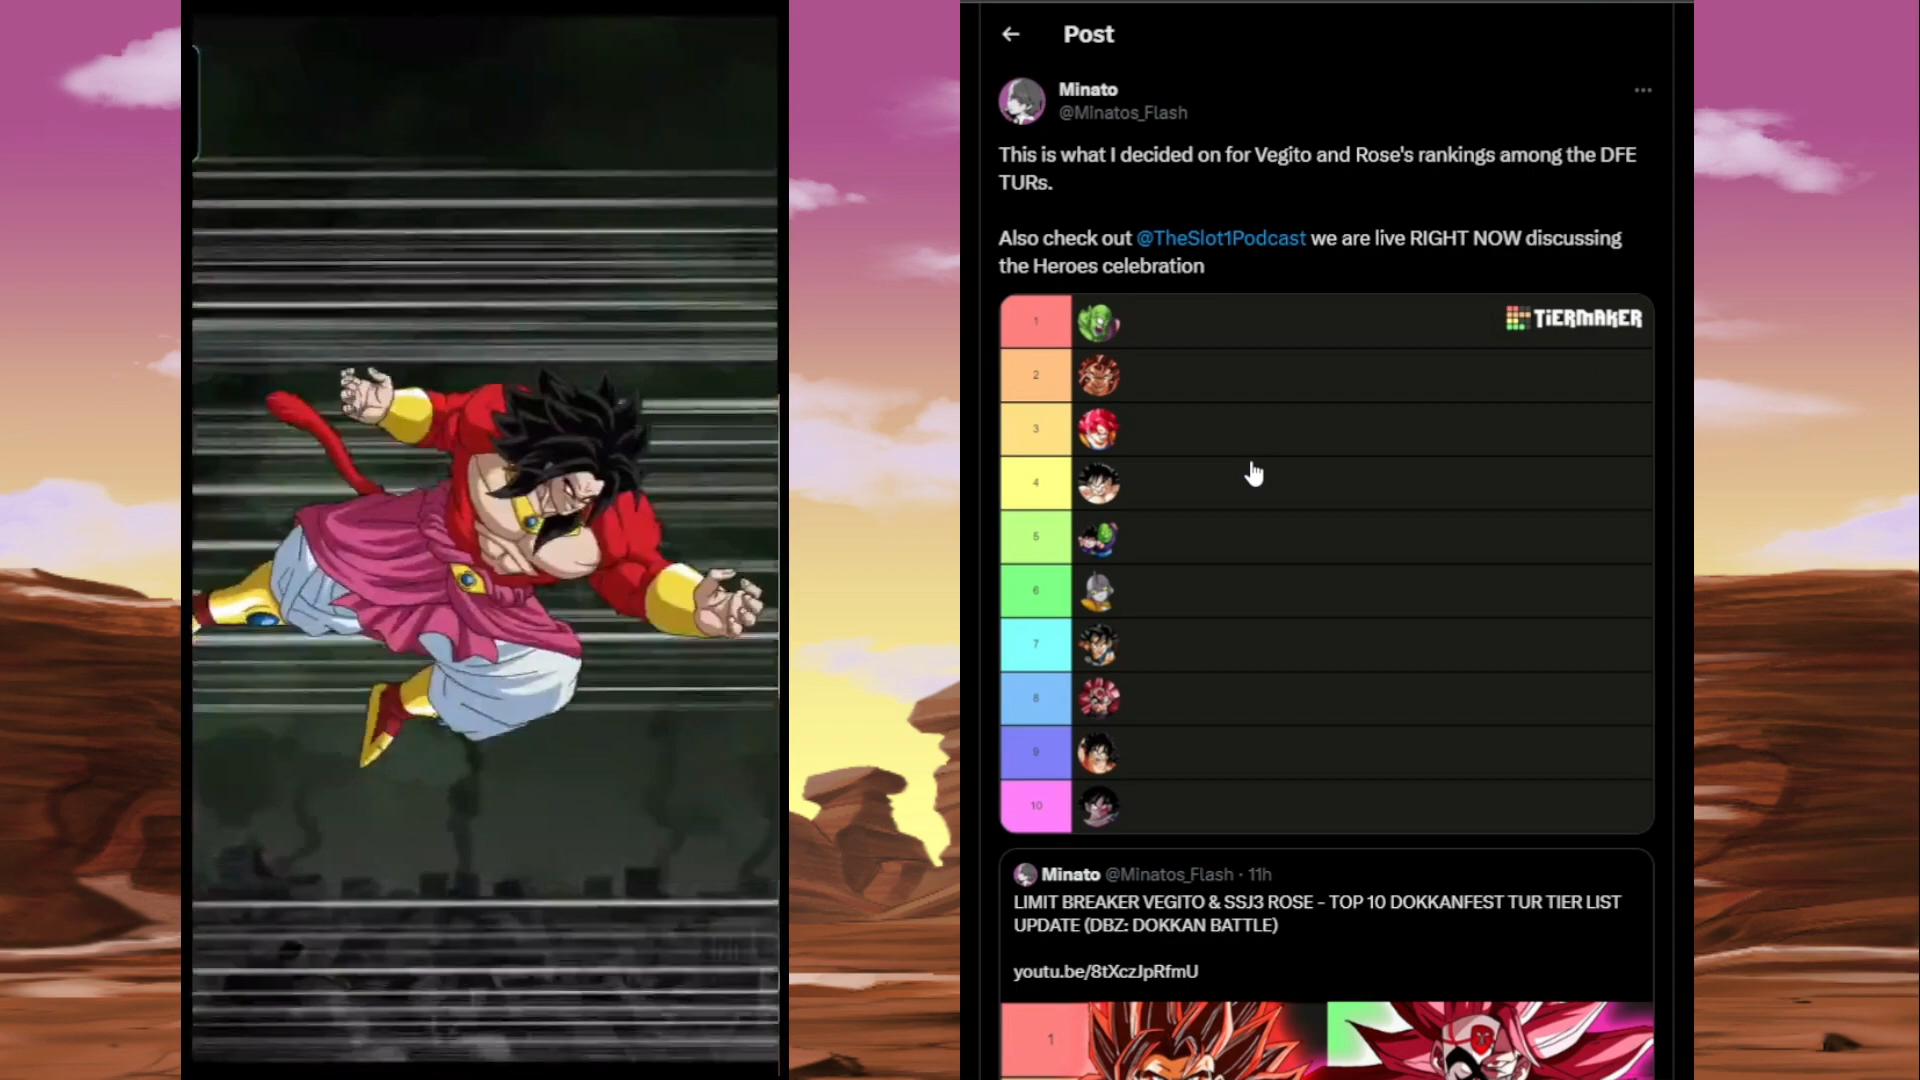 Post
Minato
@Minatos_Flash
This is what I decided on for Vegito and Rose's rankings among the DFE
TURs.
Also check out @TheSlot1Podcast we are live RIGHT NOW discussing
the Heroes celebration
1
TiERMAKER
2
3
4
5
6
7
8
9
10
Minato @Minatos_Flash · 11h
LIMIT BREAKER VEGITO & SSJ3 ROSE - TOP 10 DOKKANFEST TUR TIER LIST
UPDATE (DBZ: DOKKAN BATTLE)
youtu.be/8tXczJpRfmU
1